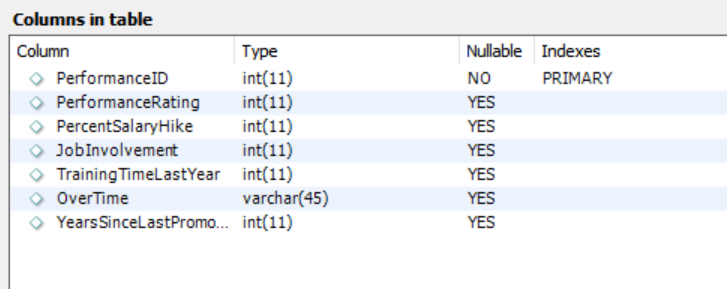 Columns in table
Column Type Nullable Indexes
PerformanceID int(11) NO PRIMARY
PerformanceRating int(11) YES
PercentSalaryHike int(11) YES
JobInvolvement int(11) YES
TrainingTimeLastYear int(11) YES
OverTime varchar(45) YES
YearsSinceLastPromo... int(11) YES